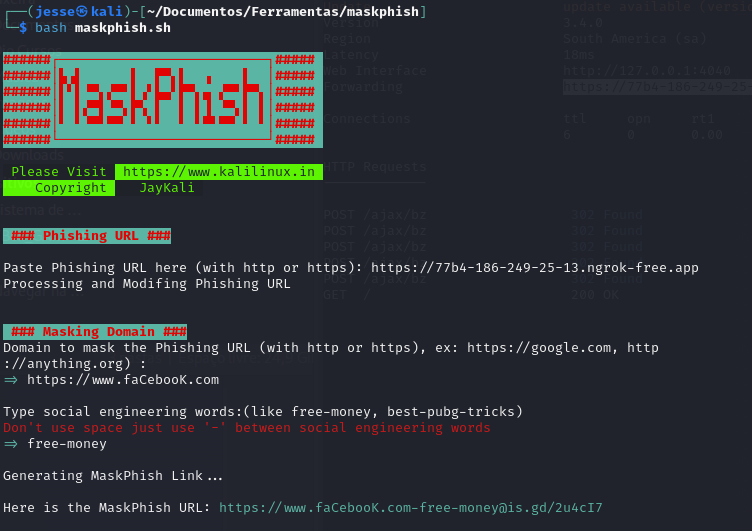 ┌──(jesse㉿kali)-[~/Documentos/Ferramentas/maskphish]
└─$ bash maskphish.sh
update available (versi
Version 3.4.0
Region South America (sa)
Latency 18ms
Web Interface http://127.0.0.1:4040
Forwarding https://77b4-186-249-25-
Connections ttl opn rt1
6 0 0.00
HTTP Requests
POST /ajax/bz 302 Found
POST /ajax/bz 302 Found
POST /ajax/bz 302 Found
POST /ajax/bz 302 Found
GET / 200 OK
MaskPhish
Please Visit https://www.kalilinux.in
Copyright JayKali
### Phishing URL ###
Paste Phishing URL here (with http or https): https://77b4-186-249-25-13.ngrok-free.app
Processing and Modifing Phishing URL
### Masking Domain ###
Domain to mask the Phishing URL (with http or https), ex: https://google.com, http
://anything.org) :
=> https://www.faCebooK.com
Type social engineering words:(like free-money, best-pubg-tricks)
Don't use space just use '-' between social engineering words
=> free-money
Generating MaskPhish Link...
Here is the MaskPhish URL: https://www.faCebooK.com-free-money@is.gd/2u4cI7